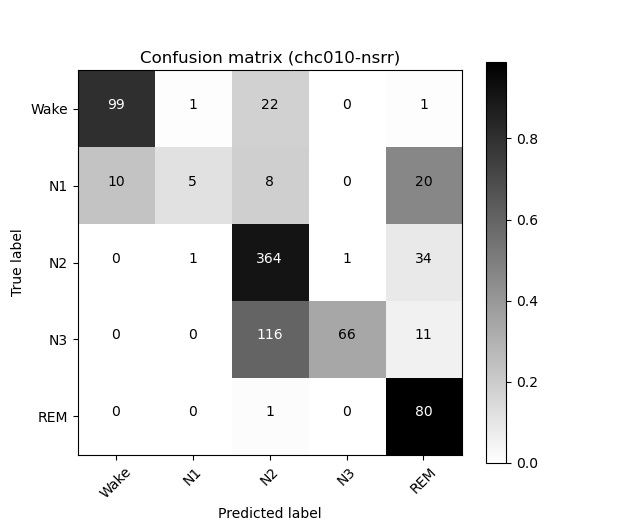 Confusion matrix (chc010-nsrr)
Wake 99 1 22 0 1
N1 10 5 8 0 20
N2 0 1 364 1 34
N3 0 0 116 66 11
REM 0 0 1 0 80
Wake N1 N2 N3 REM
Predicted label
True label
0.8
0.6
0.4
0.2
0.0